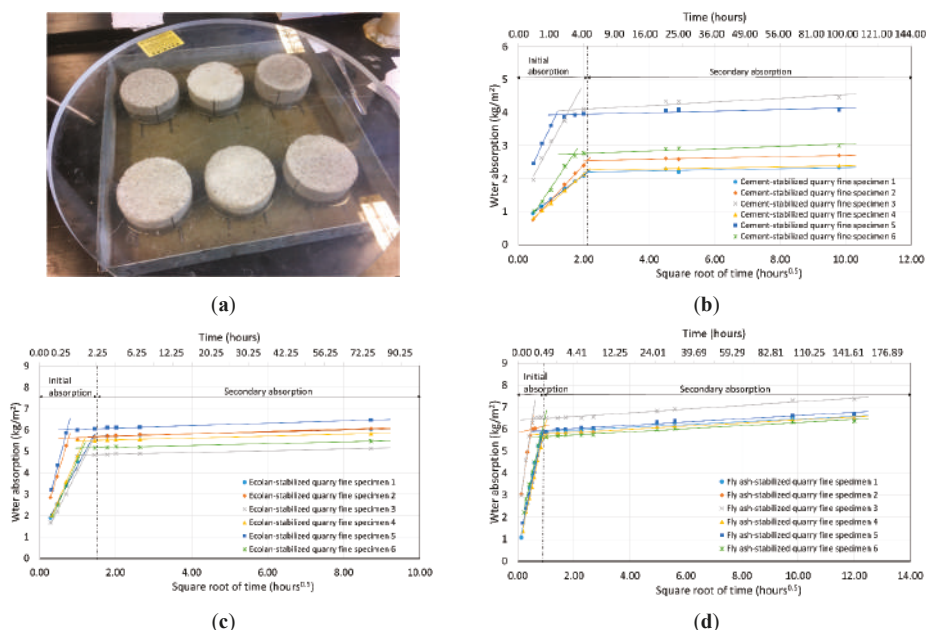 Time (hours)
0.00 1.00 4.00 9.00 16.00 25.00 36.00 49.00 64.00 81.00 100.00 121.00 144.00
6
5
4
3
2
1
0
Initial
absorption
Secondary absorption
Wter absorption (kg/m²)
Cement-stabilized quarry fine specimen 1
Cement-stabilized quarry fine specimen 2
Cement-stabilized quarry fine specimen 3
Cement-stabilized quarry fine specimen 4
Cement-stabilized quarry fine specimen 5
Cement-stabilized quarry fine specimen 6
0.00 2.00 4.00 6.00 8.00 10.00 12.00
Square root of time (hours⁰·⁵)
(a)
(b)
Time (hours)
0.00 0.25 2.25 6.25 12.25 20.25 30.25 42.25 56.25 72.25 90.25
9
8
7
6
5
4
3
2
1
0
Initial
absorption
Secondary absorption
Wter absorption (kg/m²)
Ecolan-stabilized quarry fine specimen 1
Ecolan-stabilized quarry fine specimen 2
Ecolan-stabilized quarry fine specimen 3
Ecolan-stabilized quarry fine specimen 4
Ecolan-stabilized quarry fine specimen 5
Ecolan-stabilized quarry fine specimen 6
0.00 2.00 4.00 6.00 8.00 10.00
Square root of time (hours⁰·⁵)
(c)
Time (hours)
0.00 0.49 4.41 12.25 24.01 39.69 59.29 82.81 110.25 141.61 176.89
9
8
7
6
5
4
3
2
1
0
Initial
absorption
Secondary absorption
Wter absorption (kg/m²)
Fly ash-stabilized quarry fine specimen 1
Fly ash-stabilized quarry fine specimen 2
Fly ash-stabilized quarry fine specimen 3
Fly ash-stabilized quarry fine specimen 4
Fly ash-stabilized quarry fine specimen 5
Fly ash-stabilized quarry fine specimen 6
0.00 2.00 4.00 6.00 8.00 10.00 12.00 14.00
Square root of time (hours⁰·⁵)
(d)